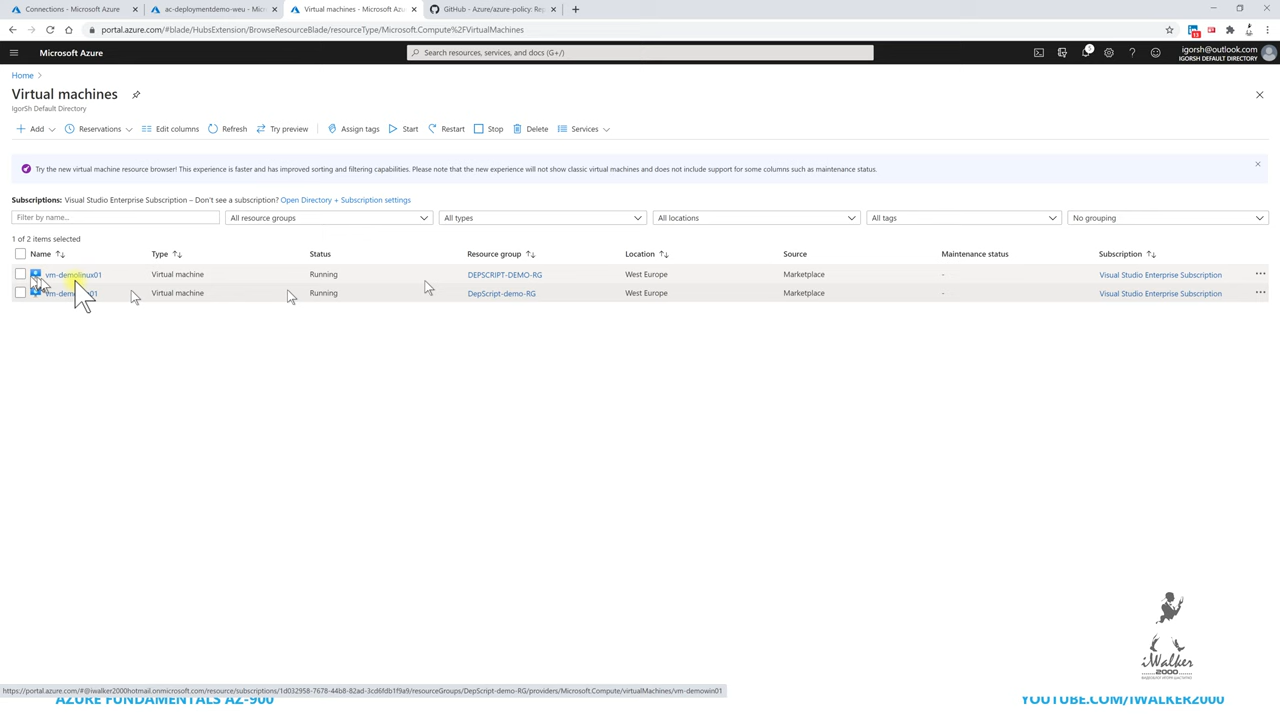 Connections - Microsoft Azure
ac-deploymentdemo-weu - Mic
Virtual machines - Microsoft Azu
GitHub - Azure/azure-policy: Rep
portal.azure.com/#blade/HubsExtension/BrowseResourceBlade/resourceType/Microsoft.Compute%2FVirtualMachines
Microsoft Azure
Search resources, services, and docs (G+/)
igorsh@outlook.com
IGORSH DEFAULT DIRECTORY
Home
Virtual machines
IgorSh Default Directory
Add Reservations Edit columns Refresh Try preview Assign tags Start Restart Stop Delete Services
Try the new virtual machine resource browser! This experience is faster and has improved sorting and filtering capabilities. Please note that the new experience will not show classic virtual machines and does not include support for some columns such as maintenance status.
Subscriptions: Visual Studio Enterprise Subscription – Don't see a subscription? Open Directory + Subscription settings
Filter by name... All resource groups All types All locations All tags No grouping
1 of 2 items selected
Name Type Status Resource group Location Source Maintenance status Subscription
vm-demolinux01 Virtual machine Running DEPSCRIPT-DEMO-RG West Europe Marketplace - Visual Studio Enterprise Subscription
Virtual machine Running DepScript-demo-RG West Europe Marketplace - Visual Studio Enterprise Subscription
iWalker
2000
https://portal.azure.com/#@iwalker2000hotmail.onmicrosoft.com/resource/subscriptions/1d032958-7678-44b8-82ad-3cd6fdb1f9a9/resourceGroups/DepScript-demo-RG/providers/Microsoft.Compute/virtualMachines/vm-demowin01
AZURE FUNDAMENTALS AZ-900
YOUTUBE.COM/IWALKER2000